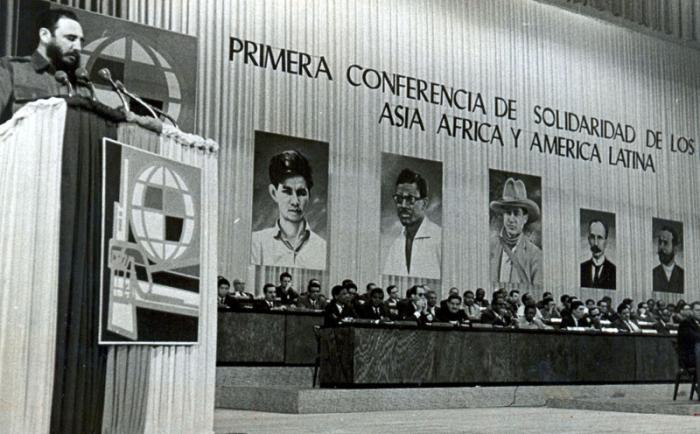 PRIMERA CONFERENCIA DE SOLIDARIDAD DE LOS
ASIA AFRICA Y AMERICA LATINA